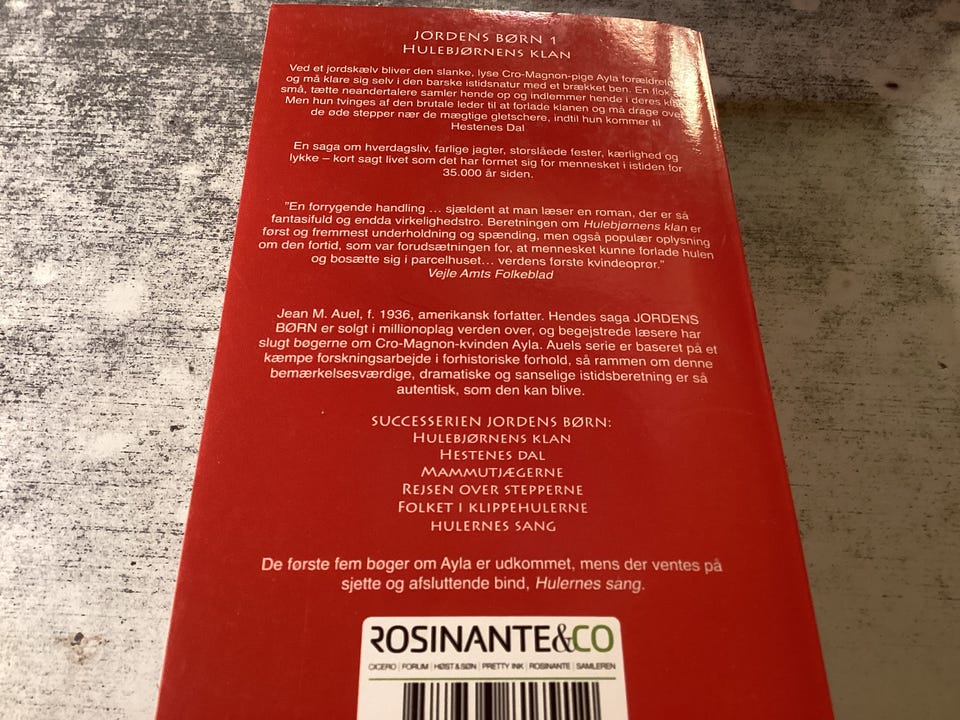 JORDENS BØRN 1
HULEBJØRNENS KLAN
Ved et jordskælv bliver den slanke, lyse Cro-Magnon-pige Ayla
og må klare sig selv i den barske istidsnatur med et brækket ben. En flok
små, tætte neandertalere samler hende op og indlemmer hende i deres
Men hun tvinges af den brutale leder til at forlade klanen og må drage
de øde stepper nær de mægtige gletschere, indtil hun kommer til
Hestenes Dal
En saga om hverdagsliv, farlige jagter, storslåede fester, kærlighed og
lykke – kort sagt livet som det har formet sig for mennesket i istiden for
35.000 år siden.
"En forrygende handling ... sjældent at man læser en roman, der er så
fantasifuld og endda virkelighedstro. Beretningen om Hulebjørnens klan er
først og fremmest underholdning og spænding, men også populær oplysning
om den fortid, som var forudsætningen for, at mennesket kunne forlade hulen
og bosætte sig i parcelhuset... verdens første kvindeoprør."
Vejle Amts Folkeblad
Jean M. Auel, f. 1936, amerikansk forfatter. Hendes saga JORDENS
BØRN er solgt i millionoplag verden over, og begejstrede læsere har
slugt bøgerne om Cro-Magnon-kvinden Ayla. Auels serie er baseret på et
kæmpe forskningsarbejde i forhistoriske forhold, så rammen om denne
bemærkelsesværdige, dramatiske og sanselige istidsberetning er så
autentisk, som den kan blive.
SUCCESSERIEN JORDENS BØRN:
HULEBJØRNENS KLAN
HESTENES DAL
MAMMUTJÆGERNE
REJSEN OVER STEPPERNE
FOLKET I KLIPPEHULERNE
HULERNES SANG
De første fem bøger om Ayla er udkommet, mens der ventes på
sjette og afsluttende bind, Hulernes sang.
ROSINANTE&CO
CICERO | FORUM | HØST & SØN | PRETTY INK | ROSINANTE | SAMLEREN